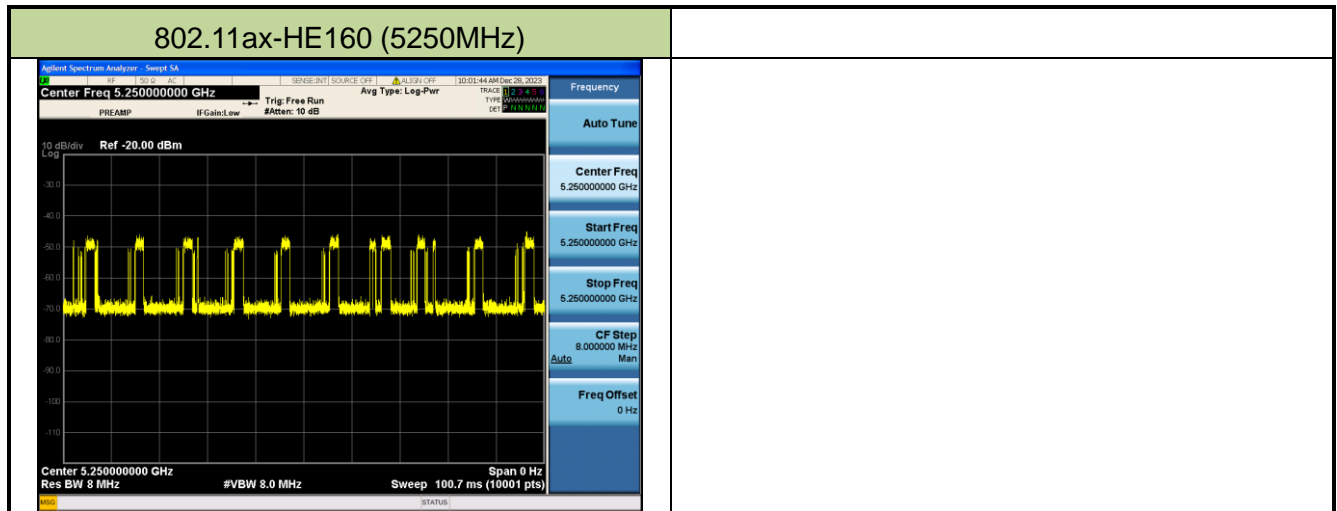 802.11ax-HE160 (5250MHz)
Agilent Spectrum Analyzer - Swept SA
RF 50 Ω AC SENSE:INT SOURCE OFF ALIGN OFF 10:01:44 AM Dec 28, 2023
Center Freq 5.250000000 GHz Avg Type: Log-Pwr TRACE 1 2 3 4 5 6
Trig: Free Run TYPE
PREAMP IFGain:Low #Atten: 10 dB DET P N N N N N
Frequency
Auto Tune
10 dB/div Ref -20.00 dBm
Log
-30.0
-40.0
-50.0
-60.0
-70.0
-80.0
-90.0
-100
-110
Center Freq
5.250000000 GHz
Start Freq
5.250000000 GHz
Stop Freq
5.250000000 GHz
CF Step
8.000000 MHz
Auto Man
Freq Offset
0 Hz
Center 5.250000000 GHz Span 0 Hz
Res BW 8 MHz #VBW 8.0 MHz Sweep 100.7 ms (10001 pts)
MSG STATUS